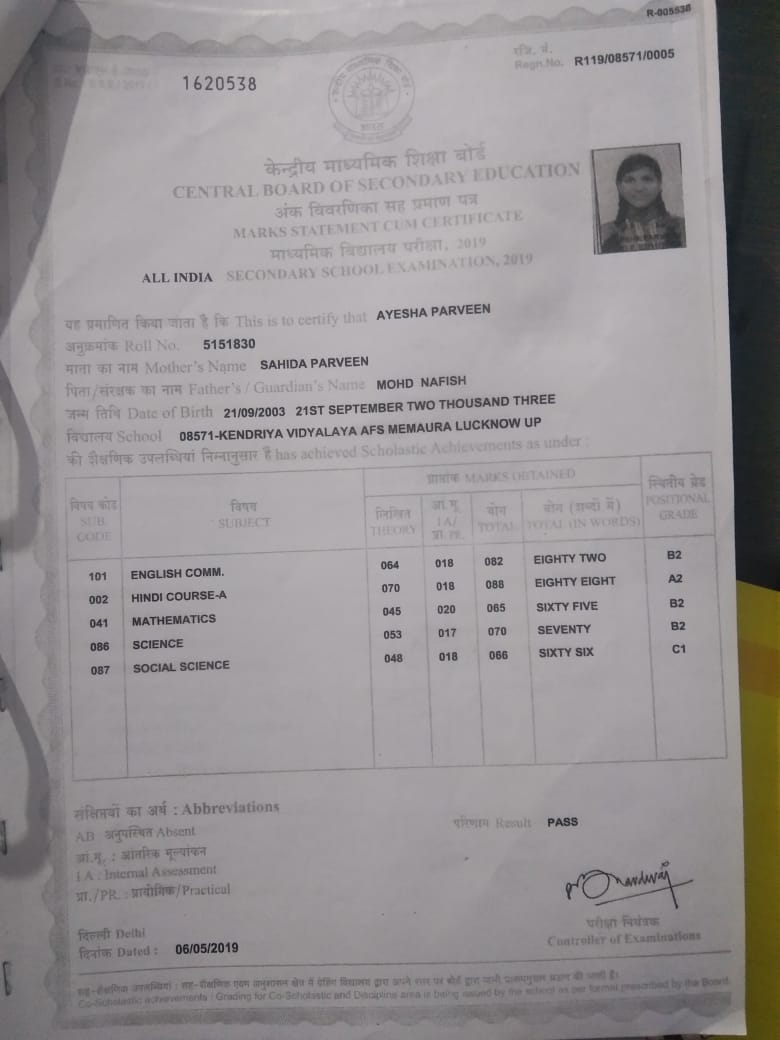 R-005538
1620538
रजि. नं.
Regn.No. R119/08571/0005
भारत
केन्द्रीय माध्यमिक शिक्षा बोर्ड
CENTRAL BOARD OF SECONDARY EDUCATION
अंक विवरणिका सह प्रमाण पत्र
MARKS STATEMENT CUM CERTIFICATE
माध्यमिक विद्यालय परीक्षा, 2019
ALL INDIA SECONDARY SCHOOL EXAMINATION, 2019
यह प्रमाणित किया जाता है कि This is to certify that AYESHA PARVEEN
अनुक्रमांक Roll No. 5151830
माता का नाम Mother's Name SAHIDA PARVEEN
पिता/संरक्षक का नाम Father's / Guardian's Name MOHD NAFISH
जन्म तिथि Date of Birth 21/09/2003 21ST SEPTEMBER TWO THOUSAND THREE
विद्यालय School 08571-KENDRIYA VIDYALAYA AFS MEMAURA LUCKNOW UP
की शैक्षणिक उपलब्धियां निम्नानुसार हैं has achieved Scholastic Achievements as under :
विषय कोड SUB. CODE
विषय SUBJECT
प्राप्तांक MARKS OBTAINED
लिखित THEORY
आं.मू. I A/ प्रा. PR.
योग TOTAL
योग (शब्दों में) TOTAL (IN WORDS)
स्थितीय ग्रेड POSITIONAL GRADE
101 ENGLISH COMM. 064 018 082 EIGHTY TWO B2
002 HINDI COURSE-A 070 018 088 EIGHTY EIGHT A2
041 MATHEMATICS 045 020 065 SIXTY FIVE B2
086 SCIENCE 053 017 070 SEVENTY B2
087 SOCIAL SCIENCE 048 018 066 SIXTY SIX C1
संक्षिप्तियों का अर्थ : Abbreviations
AB अनुपस्थित Absent
आं.मू. : आंतरिक मूल्यांकन
I A : Internal Assessment
प्रा./PR. : प्रायोगिक/Practical
परिणाम Result PASS
दिल्ली Delhi
दिनांक Dated : 06/05/2019
परीक्षा नियंत्रक
Controller of Examinations
सह-शैक्षणिक उपलब्धियां : सह-शैक्षणिक एवम अनुशासन क्षेत्र में ग्रेडिंग विद्यालय द्वारा अपने स्तर पर बोर्ड द्वारा जारी प्रारूपानुसार प्रदान की जाती है।
Co-Scholastic achievements : Grading for Co-Scholastic and Discipline area is being issued by the school as per format prescribed by the Board.